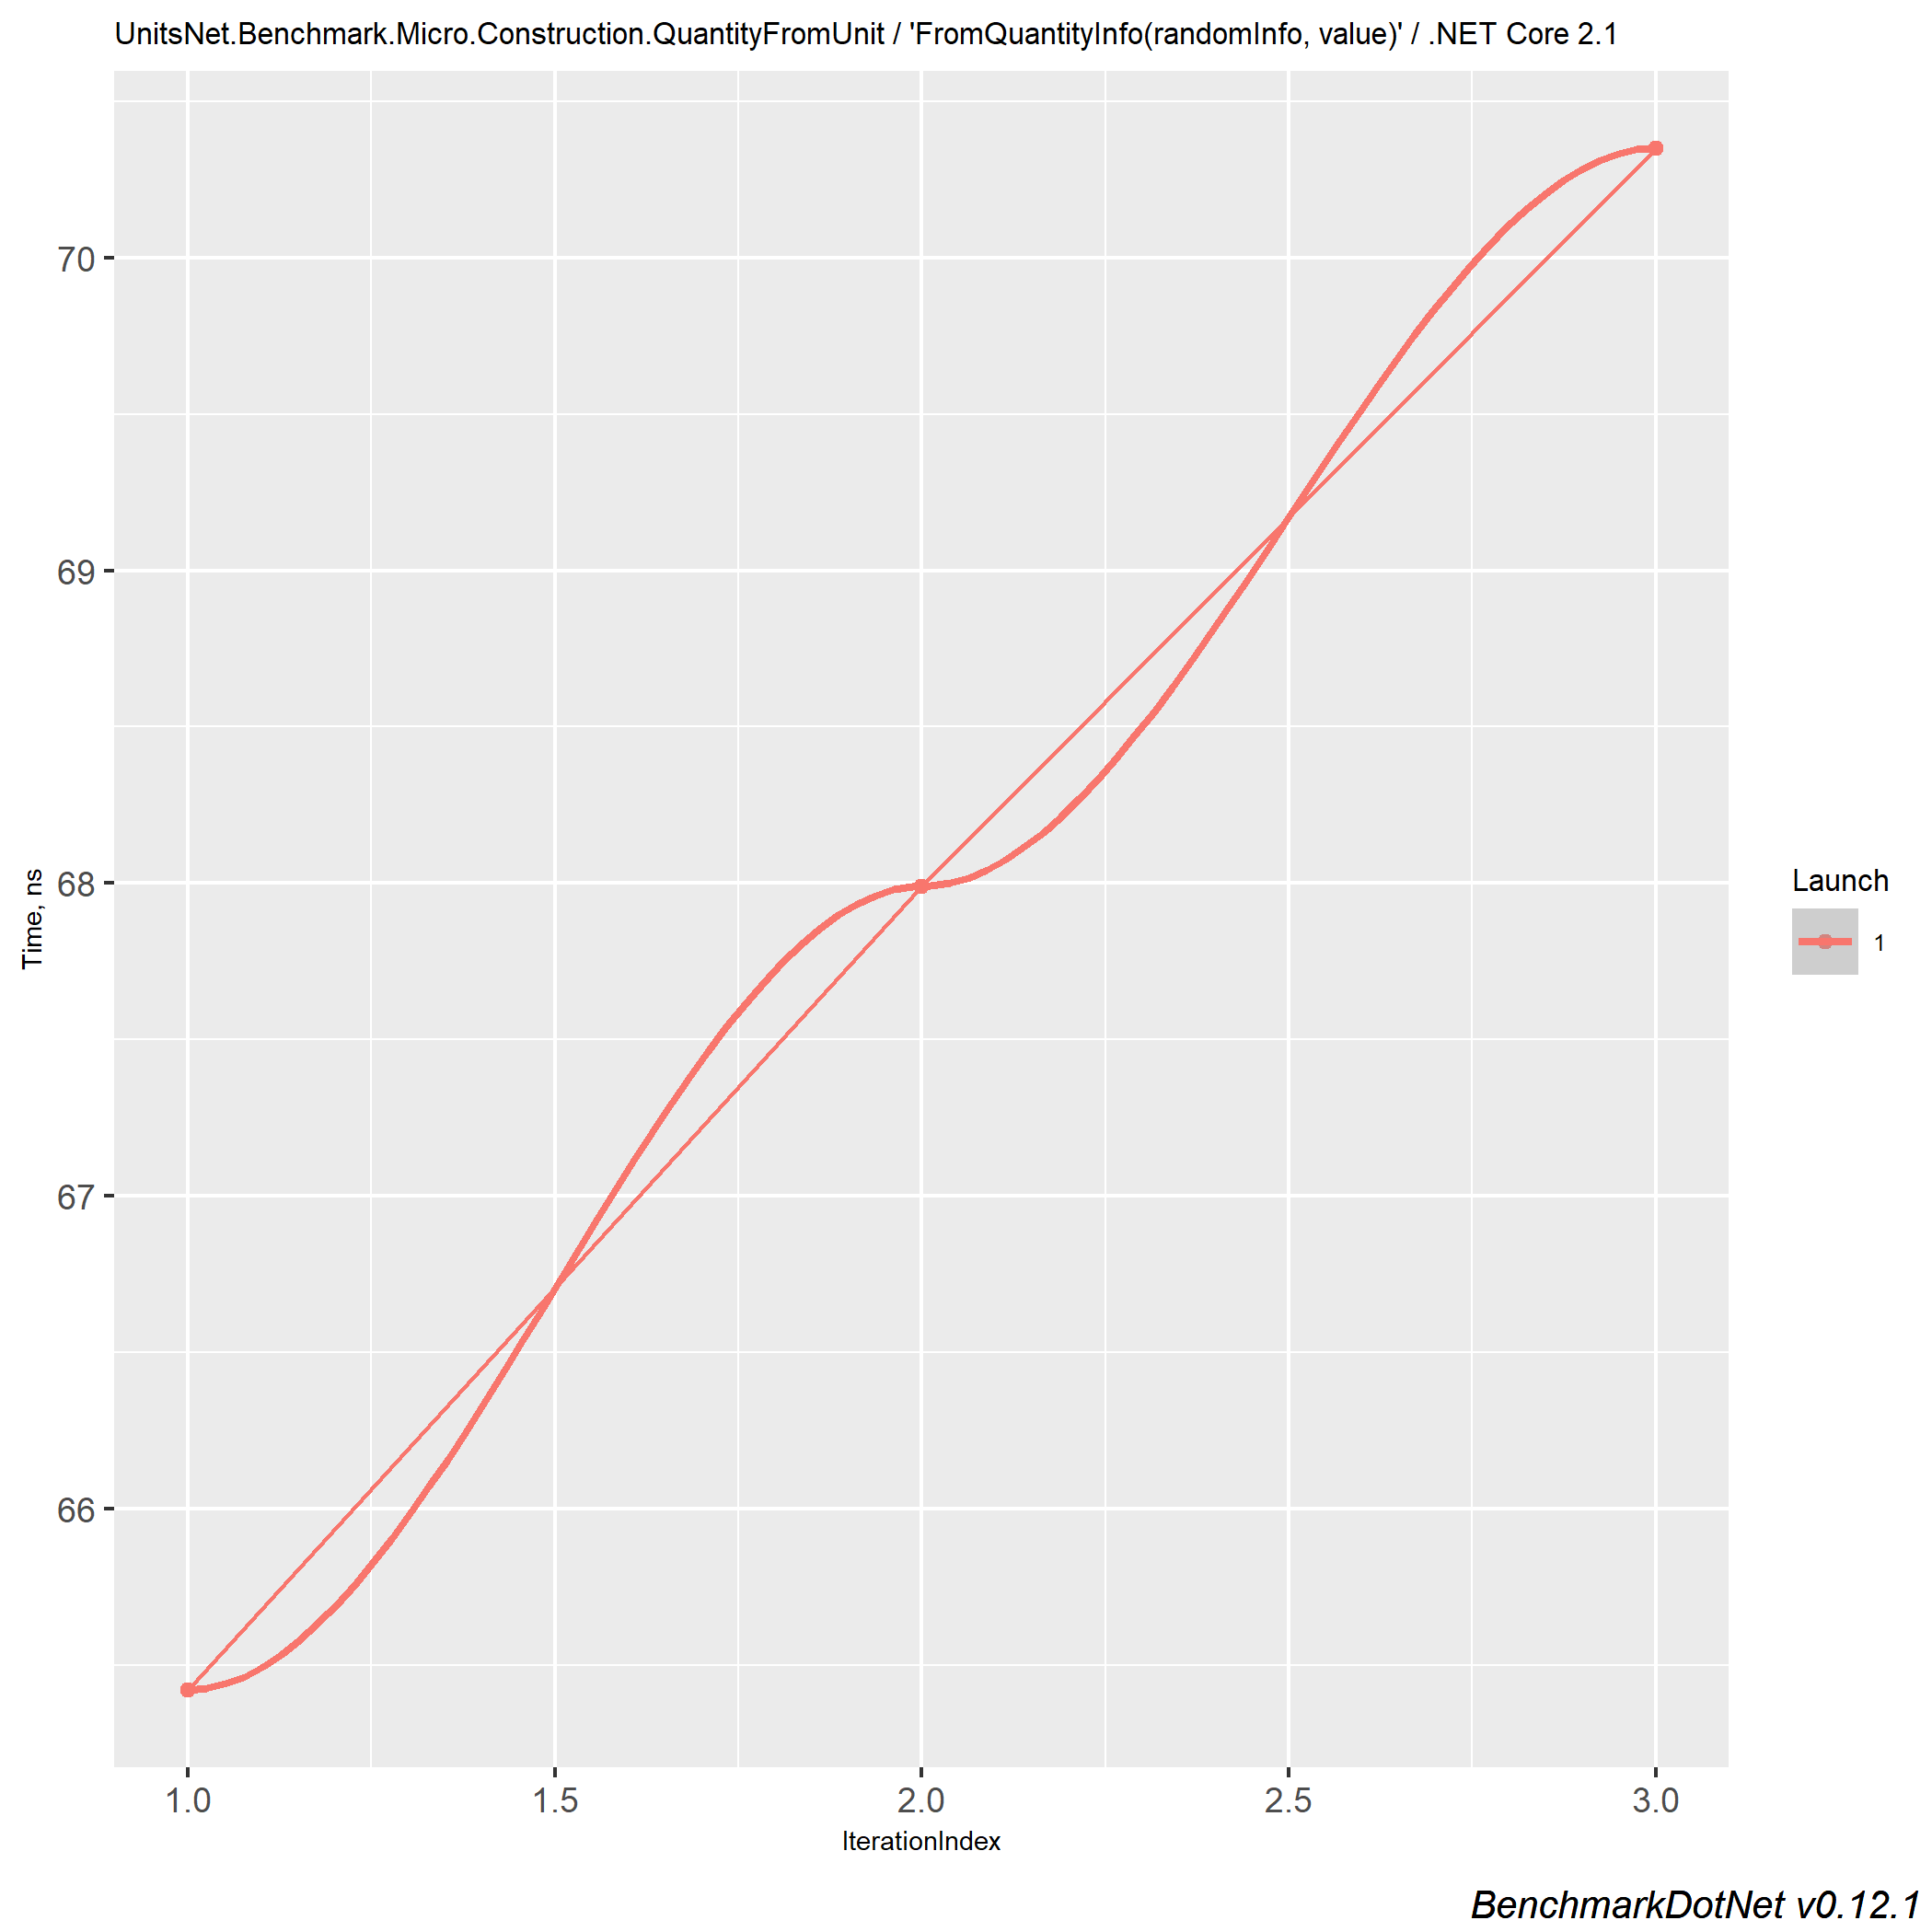 UnitsNet.Benchmark.Micro.Construction.QuantityFromUnit / 'FromQuantityInfo(randomInfo, value)' / .NET Core 2.1
70
69
68
67
66
Time, ns
1.0 1.5 2.0 2.5 3.0
IterationIndex
Launch
1
BenchmarkDotNet v0.12.1